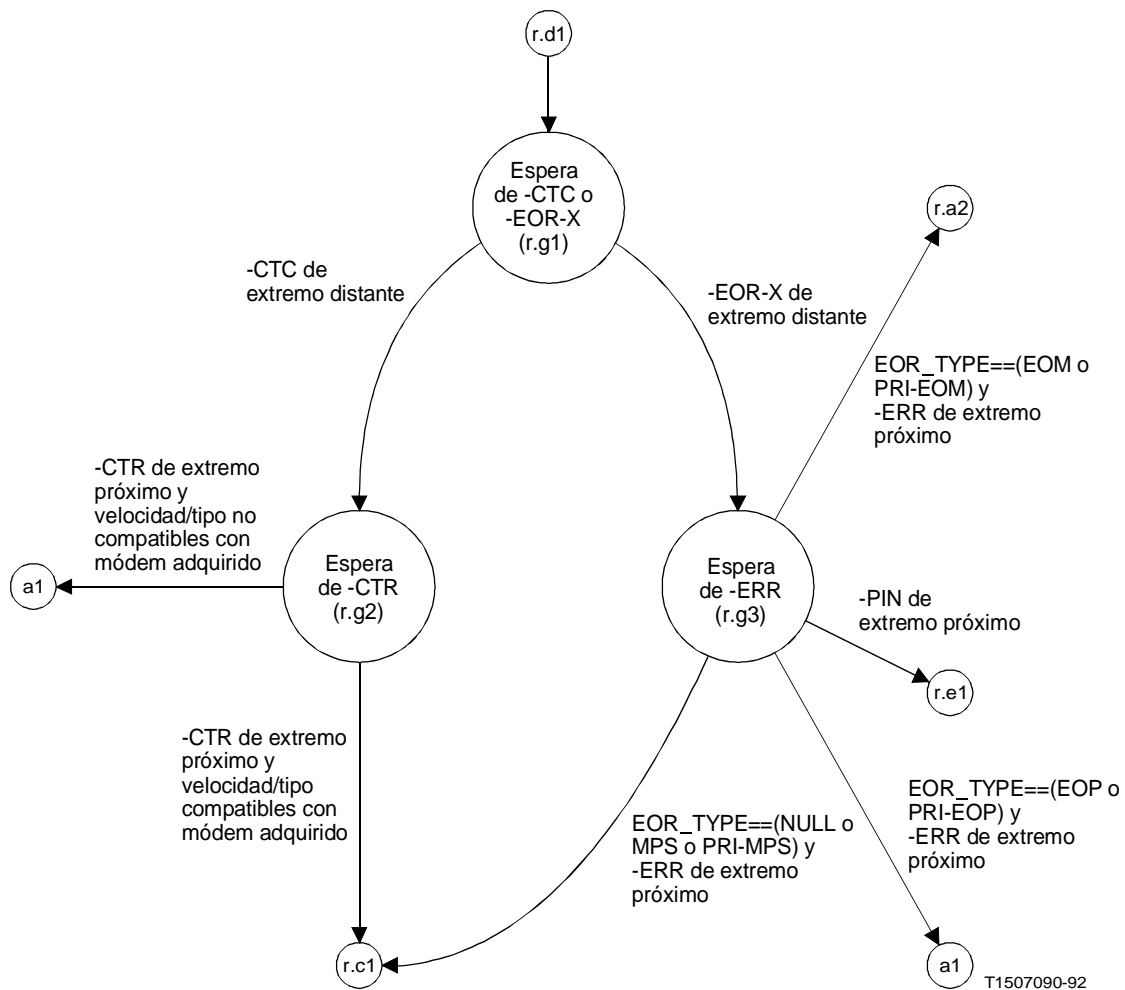 r.d1
Espera
de -CTC o
-EOR-X
(r.g1)
r.a2
-CTC de
extremo distante
-EOR-X de
extremo distante
EOR_TYPE==(EOM o
PRI-EOM) y
-ERR de extremo
próximo
-CTR de extremo
próximo y
velocidad/tipo no
compatibles con
módem adquirido
a1
Espera
de -CTR
(r.g2)
Espera
de -ERR
(r.g3)
-PIN de
extremo próximo
r.e1
-CTR de extremo
próximo y
velocidad/tipo
compatibles con
módem adquirido
EOR_TYPE==(NULL o
MPS o PRI-MPS) y
-ERR de extremo
próximo
EOR_TYPE==(EOP o
PRI-EOP) y
-ERR de extremo
próximo
r.c1
a1
T1507090-92